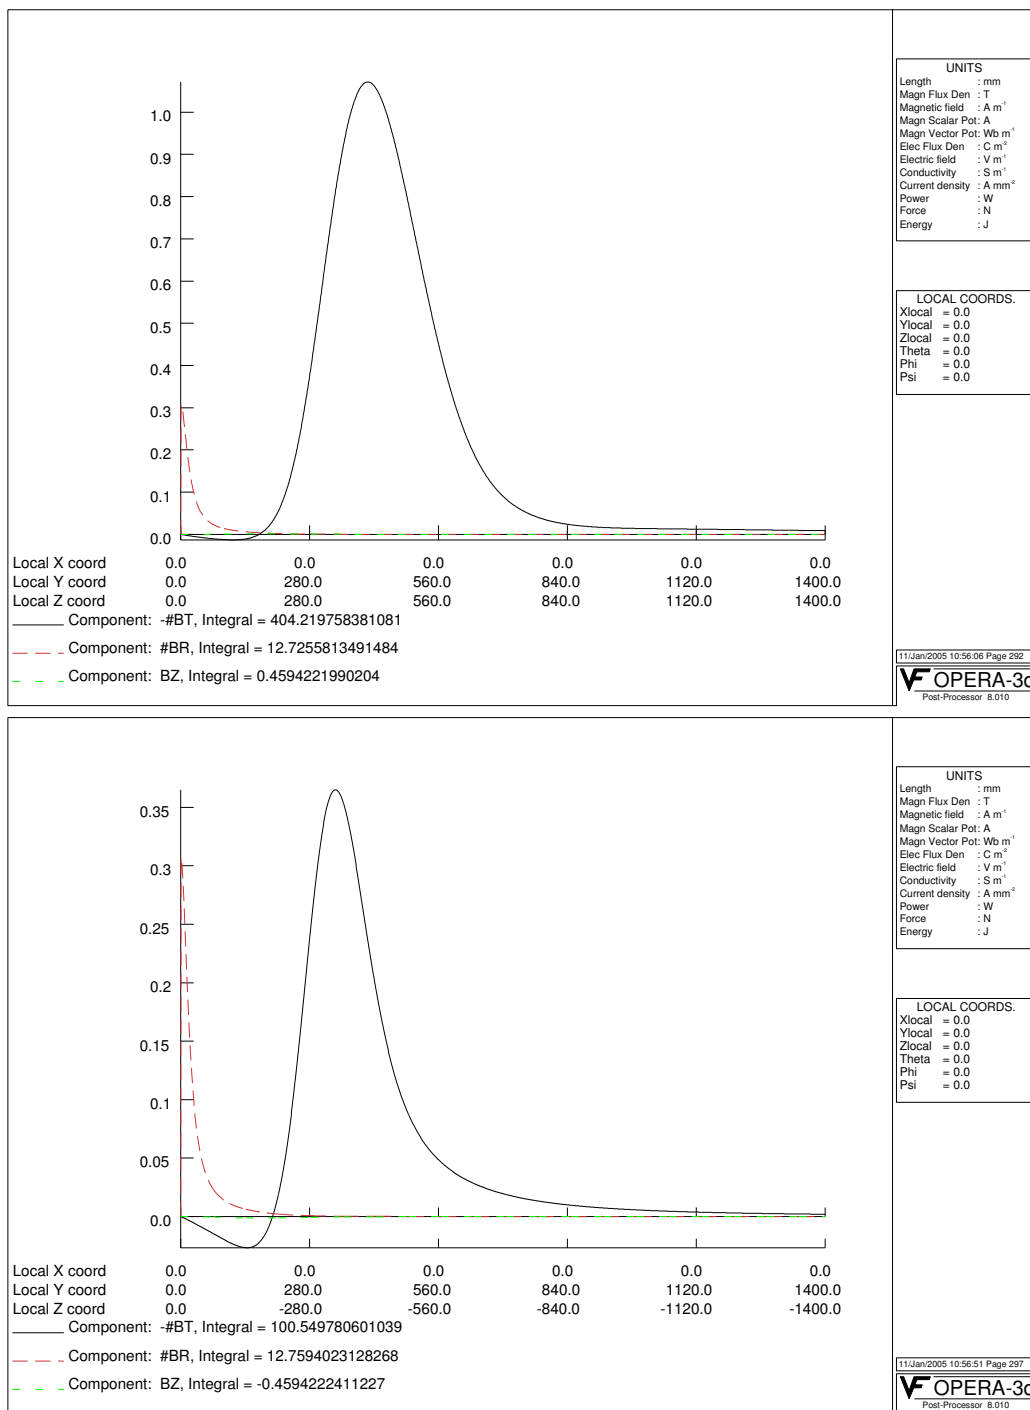 UNITS
Length : mm
Magn Flux Den : T
Magnetic field : A m⁻¹
Magn Scalar Pot: A
Magn Vector Pot: Wb m⁻¹
Elec Flux Den : C m⁻²
Electric field : V m⁻¹
Conductivity : S m⁻¹
Current density : A mm⁻²
Power : W
Force : N
Energy : J
LOCAL COORDS.
Xlocal = 0.0
Ylocal = 0.0
Zlocal = 0.0
Theta = 0.0
Phi = 0.0
Psi = 0.0
1.0
0.9
0.8
0.7
0.6
0.5
0.4
0.3
0.2
0.1
0.0
Local X coord 0.0 0.0 0.0 0.0 0.0 0.0
Local Y coord 0.0 280.0 560.0 840.0 1120.0 1400.0
Local Z coord 0.0 280.0 560.0 840.0 1120.0 1400.0
Component: -#BT, Integral = 404.219758381081
Component: #BR, Integral = 12.7255813491484
Component: BZ, Integral = 0.4594221990204
11/Jan/2005 10:56:06 Page 292
VF OPERA-3d
Post-Processor 8.010
UNITS
Length : mm
Magn Flux Den : T
Magnetic field : A m⁻¹
Magn Scalar Pot: A
Magn Vector Pot: Wb m⁻¹
Elec Flux Den : C m⁻²
Electric field : V m⁻¹
Conductivity : S m⁻¹
Current density : A mm⁻²
Power : W
Force : N
Energy : J
LOCAL COORDS.
Xlocal = 0.0
Ylocal = 0.0
Zlocal = 0.0
Theta = 0.0
Phi = 0.0
Psi = 0.0
0.35
0.3
0.25
0.2
0.15
0.1
0.05
0.0
Local X coord 0.0 0.0 0.0 0.0 0.0 0.0
Local Y coord 0.0 280.0 560.0 840.0 1120.0 1400.0
Local Z coord 0.0 -280.0 -560.0 -840.0 -1120.0 -1400.0
Component: -#BT, Integral = 100.549780601039
Component: #BR, Integral = 12.7594023128268
Component: BZ, Integral = -0.4594222411227
11/Jan/2005 10:56:51 Page 297
VF OPERA-3d
Post-Processor 8.010